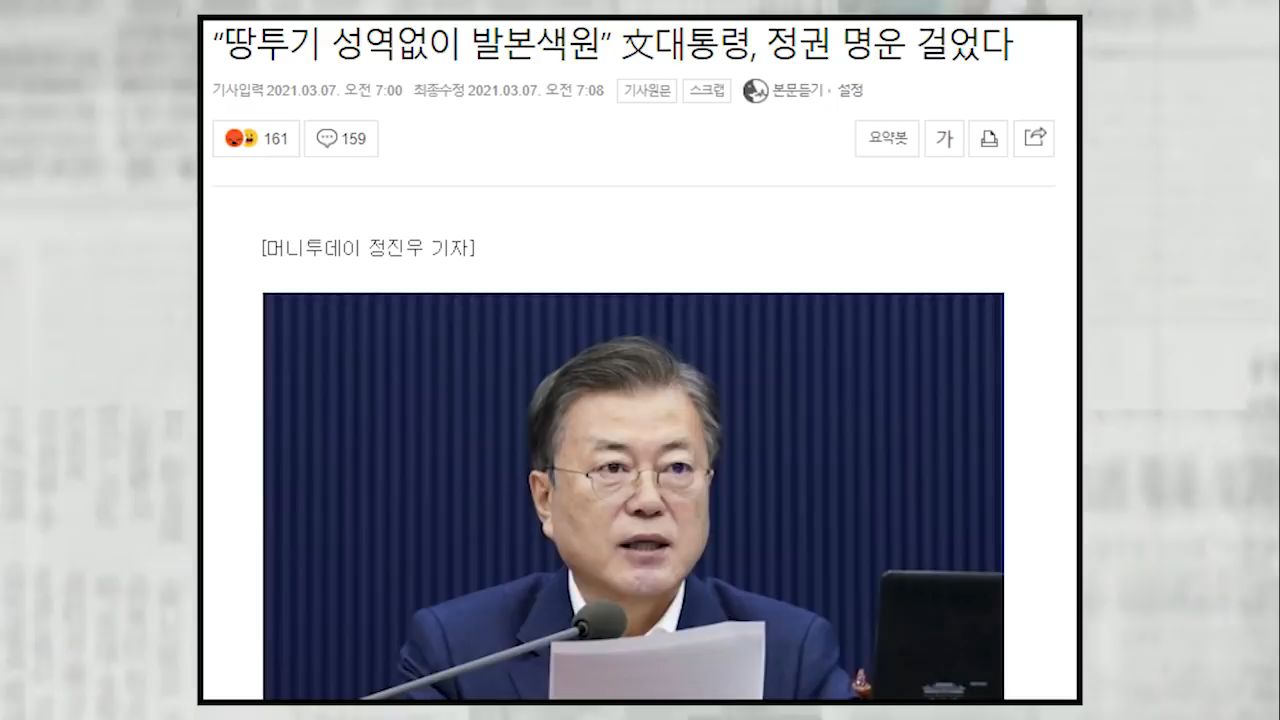 “땅투기 성역없이 발본색원” 文대통령, 정권 명운 걸었다
기사입력 2021.03.07. 오전 7:00 최종수정 2021.03.07. 오전 7:08 기사원문 스크랩 본문듣기 · 설정
161 159 요약봇 가
[머니투데이 정진우 기자]